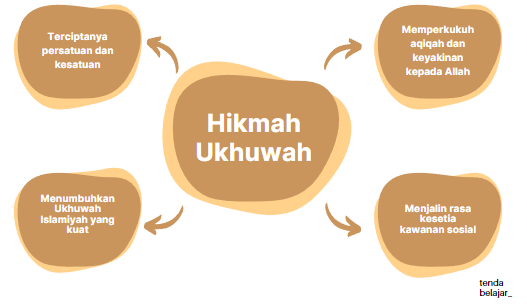 Terciptanya
persatuan dan
kesatuan
Memperkukuh
aqiqah dan
keyakinan
kepada Allah
Hikmah
Ukhuwah
Menumbuhkan
Ukhuwah
Islamiyah yang
kuat
Menjalin rasa
kesetia
kawanan sosial
tenda
belajar_